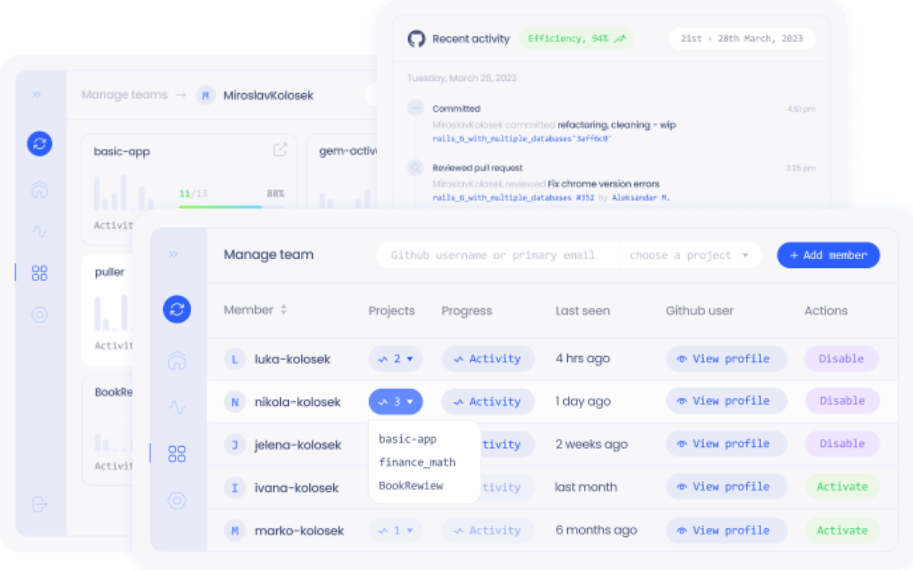 Recent activity
Efficiency, 94%
21st - 28th March, 2023
Tuesday, March 28, 2023
Committed
4:51 pm
MiroslavKolosek committed refactoring, cleaning - wip
rails_6_with_multiple_databases'3aff6c0'
Reviewed pull request
3:25 pm
MiroslavKolosek reviewed Fix chrome version errors
rails_6_with_multiple_databases #352 by Aleksandar M.
Manage teams → M MiroslavKolosek
basic-app
gem-activ
11/13
88%
Activit
puller
Activit
BookRe
Activit
Manage team
Github username or primary email
choose a project
+ Add member
Member Projects Progress Last seen Github user Actions
L luka-kolosek 2 Activity 4 hrs ago View profile Disable
N nikola-kolosek 3 Activity 1 day ago View profile Disable
J jelena-kolosek tivity 2 weeks ago View profile Disable
I ivana-kolosek tivity last month View profile Activate
M marko-kolosek 1 Activity 6 months ago View profile Activate
basic-app
finance_math
BookRewiew